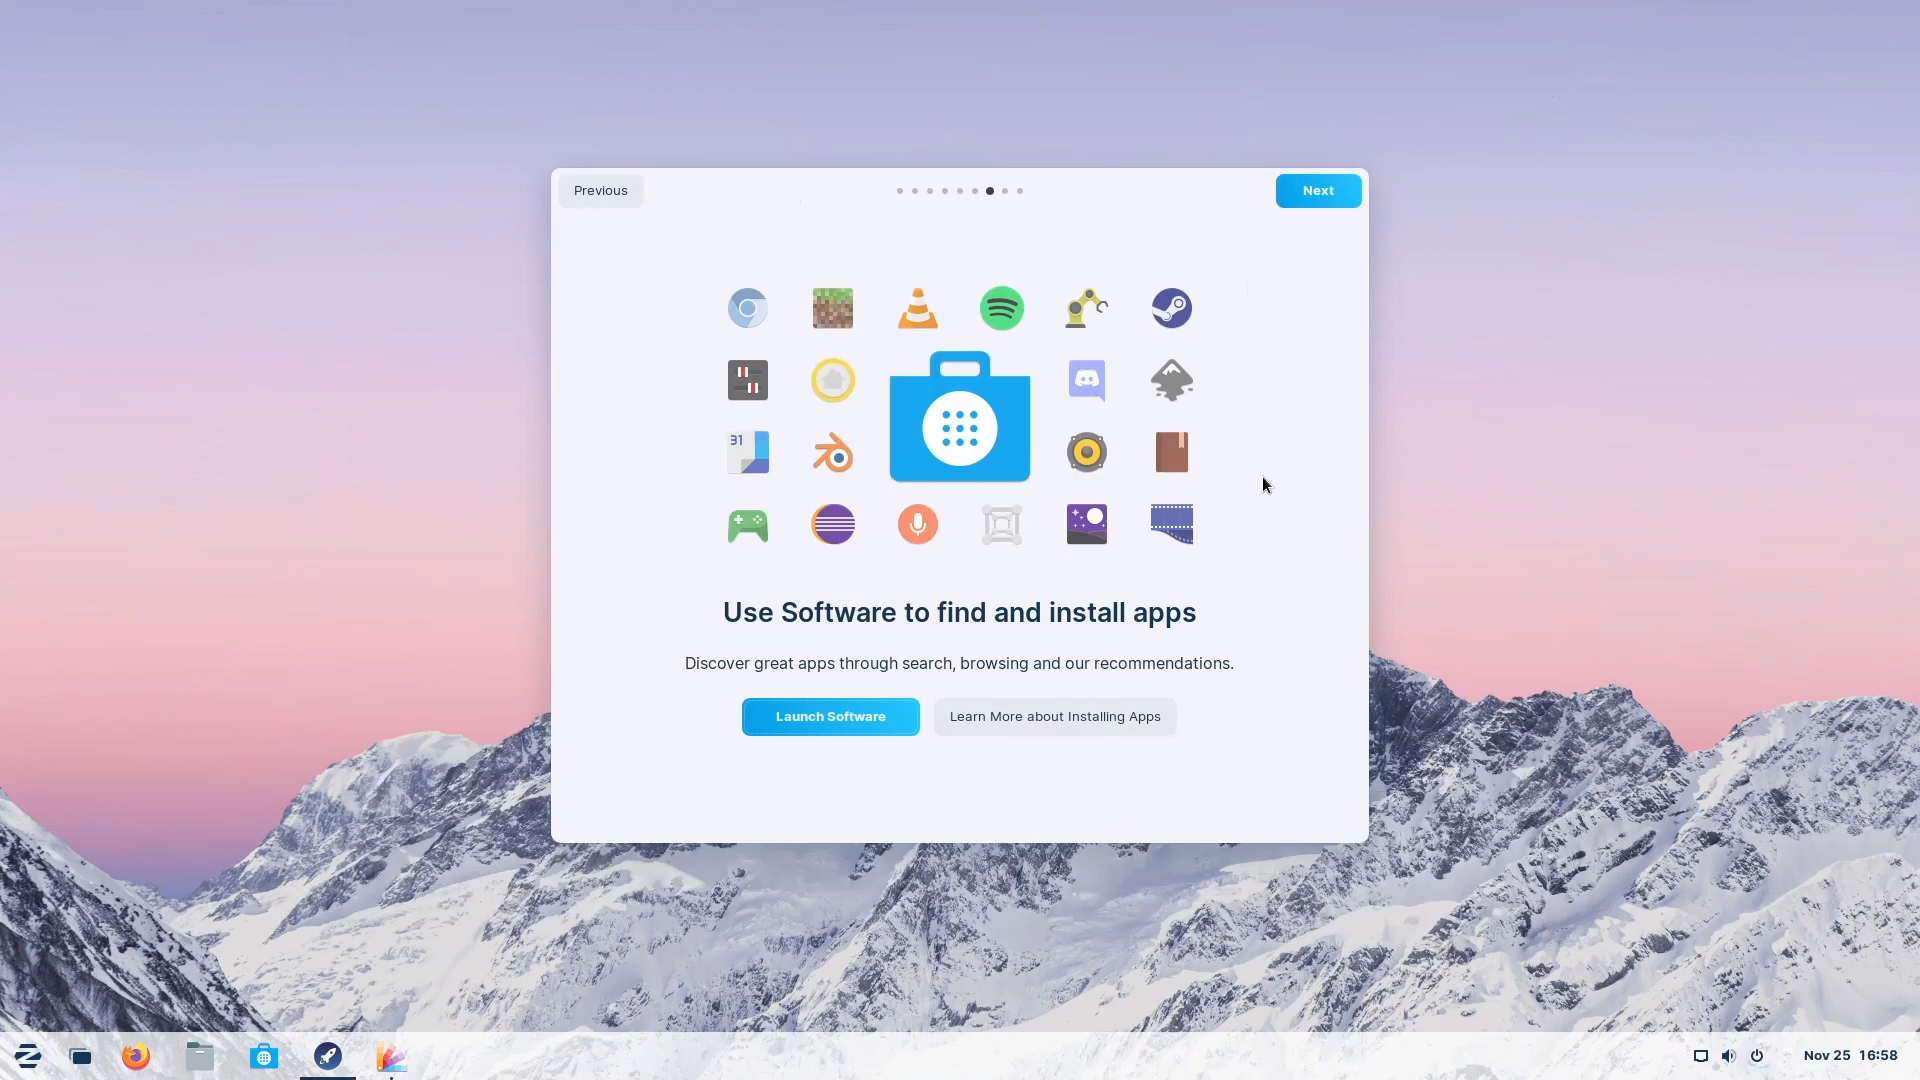 Previous
Next
31
Use Software to find and install apps
Discover great apps through search, browsing and our recommendations.
Launch Software
Learn More about Installing Apps
Nov 25 16:58